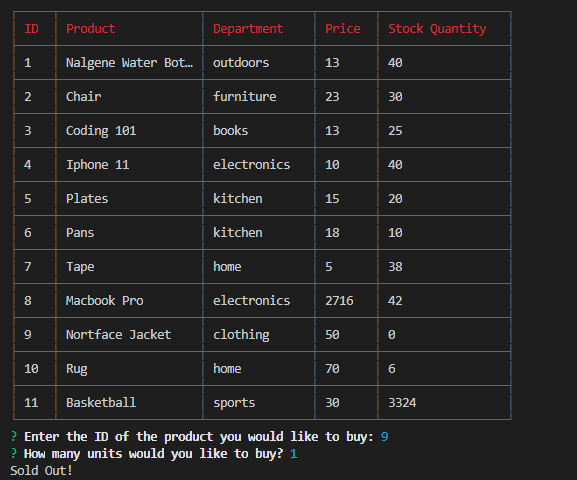 ID Product Department Price Stock Quantity
1 Nalgene Water Bot… outdoors 13 40
2 Chair furniture 23 30
3 Coding 101 books 13 25
4 Iphone 11 electronics 10 40
5 Plates kitchen 15 20
6 Pans kitchen 18 10
7 Tape home 5 38
8 Macbook Pro electronics 2716 42
9 Nortface Jacket clothing 50 0
10 Rug home 70 6
11 Basketball sports 30 3324
? Enter the ID of the product you would like to buy: 9
? How many units would you like to buy? 1
Sold Out!